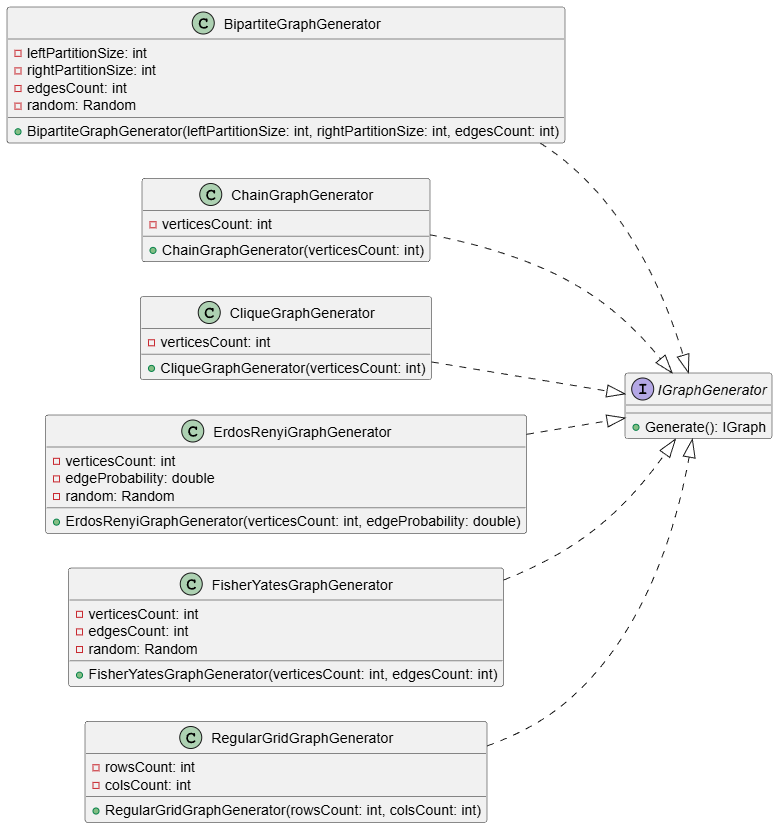 C BipartiteGraphGenerator
leftPartitionSize: int
rightPartitionSize: int
edgesCount: int
random: Random
BipartiteGraphGenerator(leftPartitionSize: int, rightPartitionSize: int, edgesCount: int)
C ChainGraphGenerator
verticesCount: int
ChainGraphGenerator(verticesCount: int)
C CliqueGraphGenerator
verticesCount: int
CliqueGraphGenerator(verticesCount: int)
I IGraphGenerator
Generate(): IGraph
C ErdosRenyiGraphGenerator
verticesCount: int
edgeProbability: double
random: Random
ErdosRenyiGraphGenerator(verticesCount: int, edgeProbability: double)
C FisherYatesGraphGenerator
verticesCount: int
edgesCount: int
random: Random
FisherYatesGraphGenerator(verticesCount: int, edgesCount: int)
C RegularGridGraphGenerator
rowsCount: int
colsCount: int
RegularGridGraphGenerator(rowsCount: int, colsCount: int)